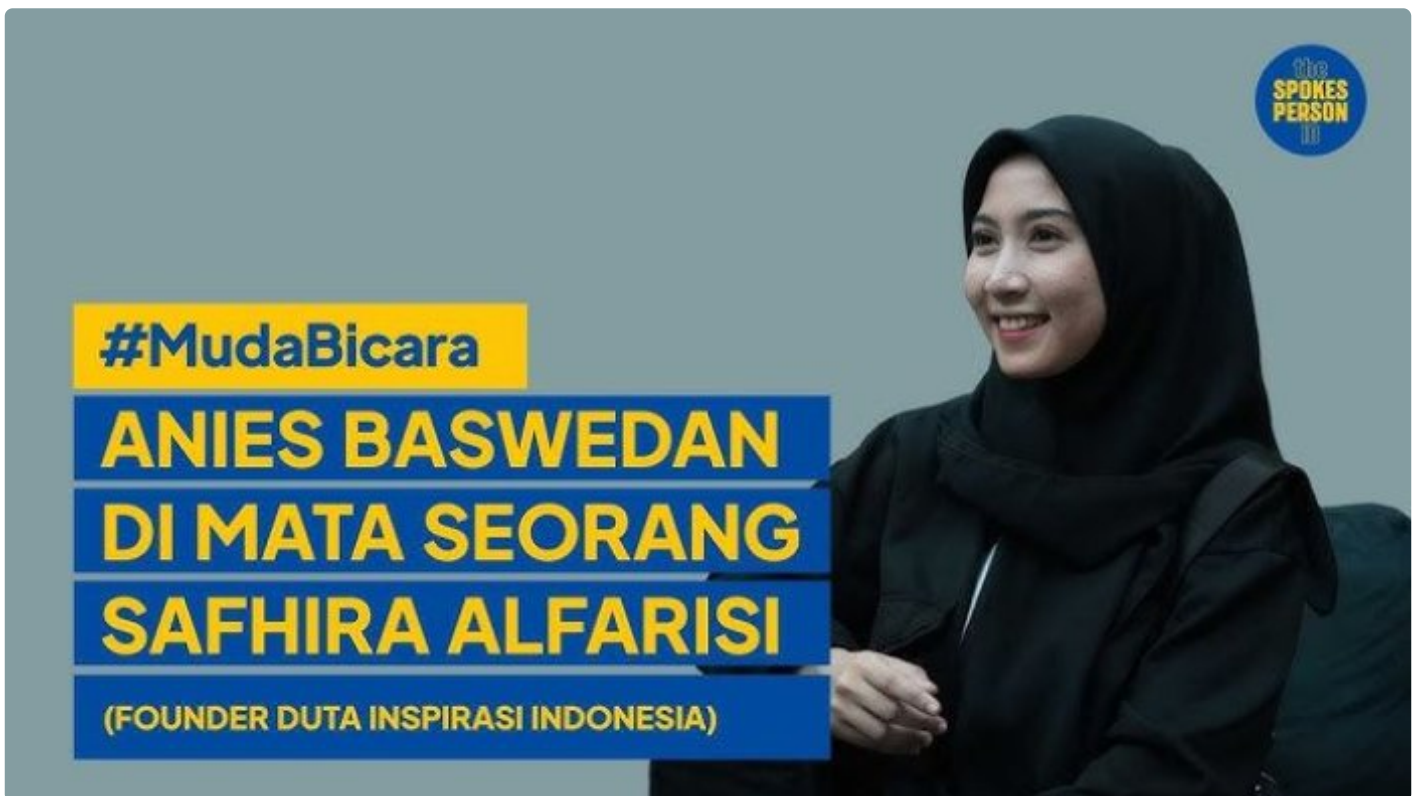 the
SPOKES
PERSON
#MudaBicara
ANIES BASWEDAN
DI MATA SEORANG
SAFHIRA ALFARISI
(FOUNDER DUTA INSPIRASI INDONESIA)